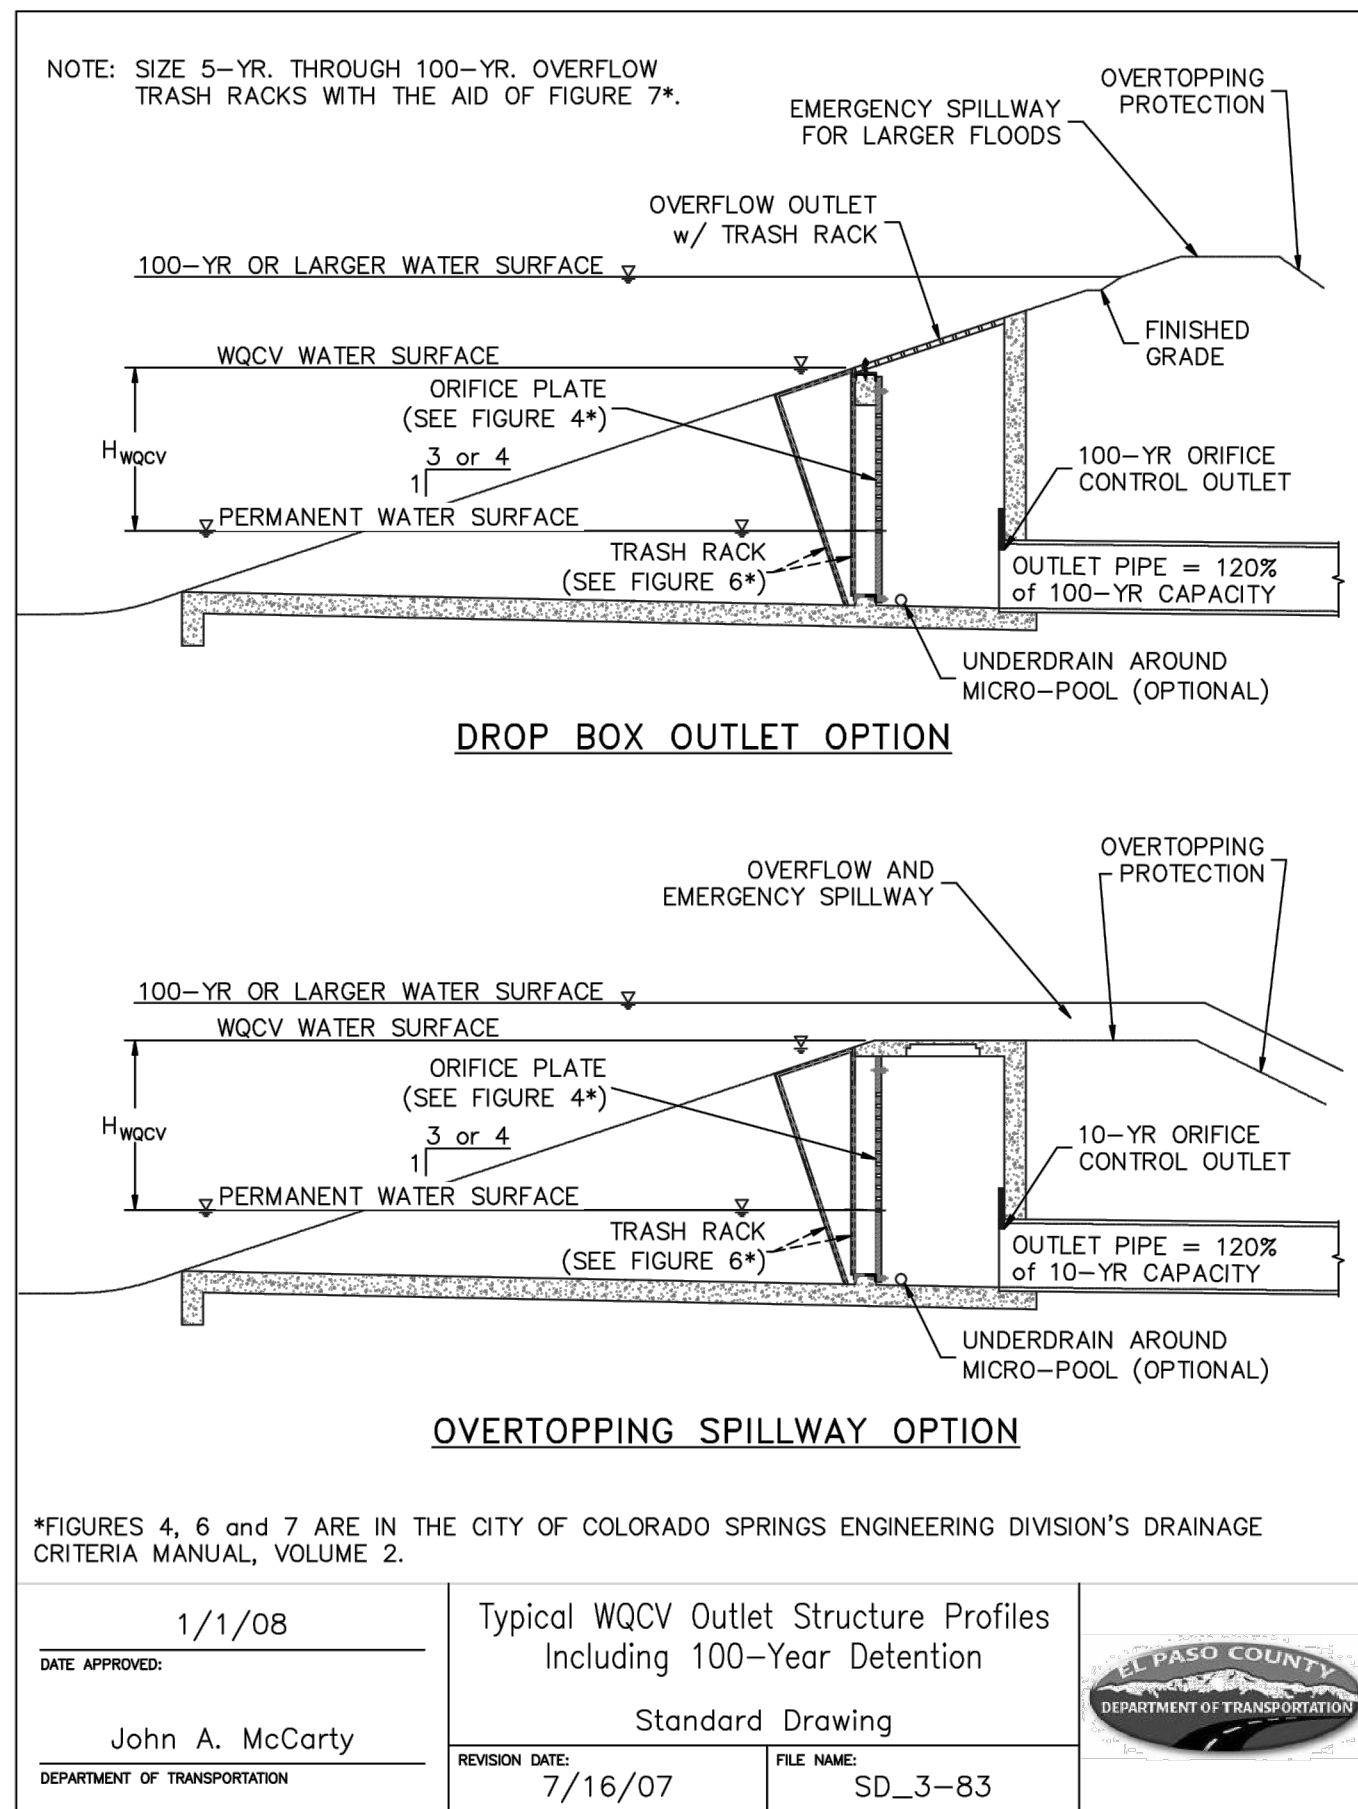 NOTE: SIZE 5-YR. THROUGH 100-YR. OVERFLOW
TRASH RACKS WITH THE AID OF FIGURE 7*.
OVERTOPPING
PROTECTION
EMERGENCY SPILLWAY
FOR LARGER FLOODS
OVERFLOW OUTLET
w/ TRASH RACK
100-YR OR LARGER WATER SURFACE
FINISHED
GRADE
WQCV WATER SURFACE
ORIFICE PLATE
(SEE FIGURE 4*)
HWQCV
3 or 4
1
100-YR ORIFICE
CONTROL OUTLET
PERMANENT WATER SURFACE
TRASH RACK
(SEE FIGURE 6*)
OUTLET PIPE = 120%
of 100-YR CAPACITY
UNDERDRAIN AROUND
MICRO-POOL (OPTIONAL)
DROP BOX OUTLET OPTION
OVERTOPPING
PROTECTION
OVERFLOW AND
EMERGENCY SPILLWAY
100-YR OR LARGER WATER SURFACE
WQCV WATER SURFACE
ORIFICE PLATE
(SEE FIGURE 4*)
HWQCV
3 or 4
1
10-YR ORIFICE
CONTROL OUTLET
PERMANENT WATER SURFACE
TRASH RACK
(SEE FIGURE 6*)
OUTLET PIPE = 120%
of 10-YR CAPACITY
UNDERDRAIN AROUND
MICRO-POOL (OPTIONAL)
OVERTOPPING SPILLWAY OPTION
*FIGURES 4, 6 and 7 ARE IN THE CITY OF COLORADO SPRINGS ENGINEERING DIVISION'S DRAINAGE
CRITERIA MANUAL, VOLUME 2.
1/1/08
DATE APPROVED:
John A. McCarty
DEPARTMENT OF TRANSPORTATION
Typical WQCV Outlet Structure Profiles
Including 100-Year Detention
Standard Drawing
REVISION DATE:
7/16/07
FILE NAME:
SD_3-83
EL PASO COUNTY
DEPARTMENT OF TRANSPORTATION